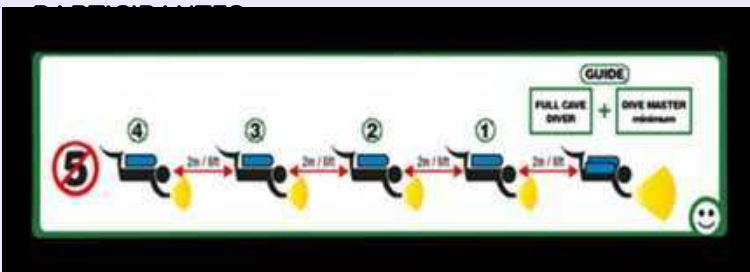 PARTICIPANTES
GUIDE
FULL CAVE
DIVER
+
DIVE MASTER
minimum
4
3
2
1
5
2m / 6ft
2m / 6ft
2m / 6ft
2m / 6ft